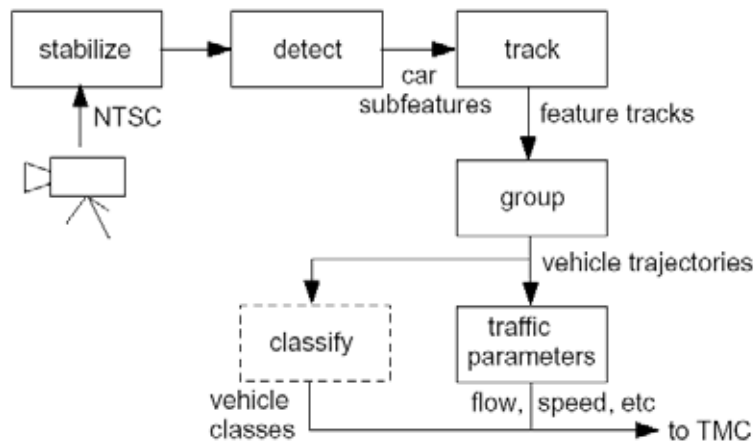 stabilize
detect
track
car
subfeatures
NTSC
feature tracks
group
vehicle trajectories
classify
traffic
parameters
vehicle
classes
flow, speed, etc
to TMC